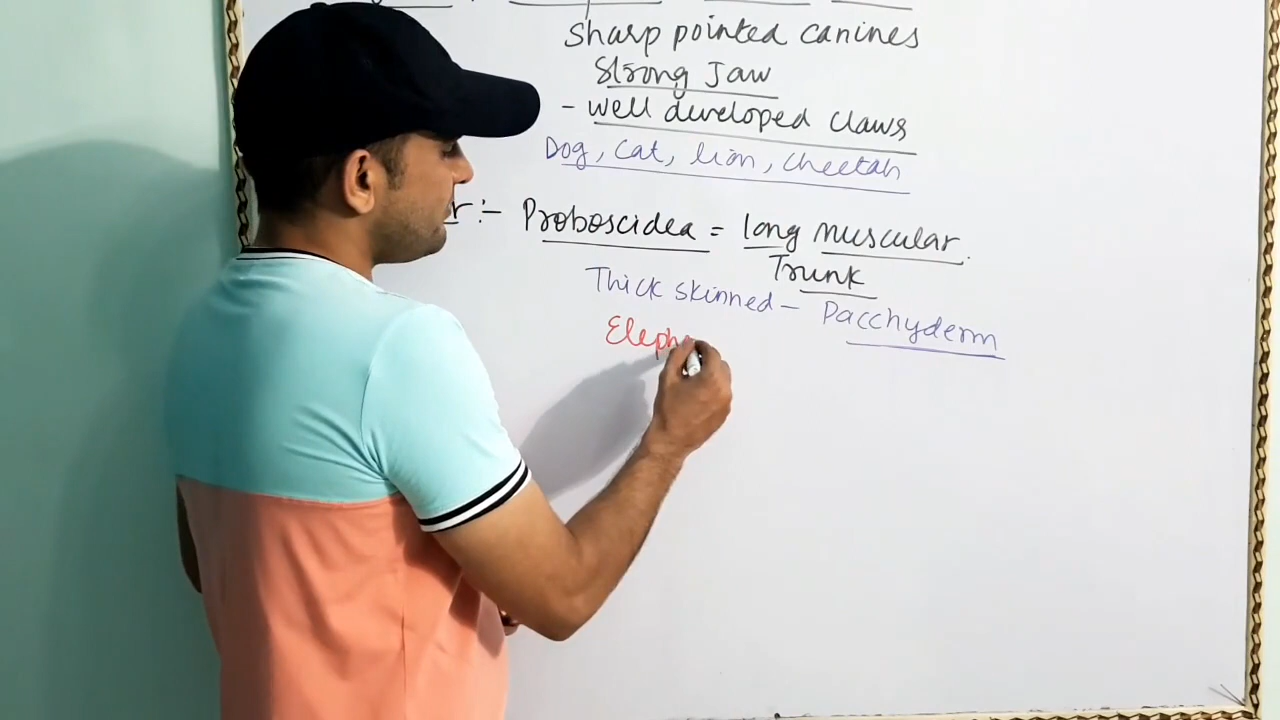 Sharp pointed canines
Strong Jaw
- well developed claws
Dog, cat, lion, cheetah
r :- Proboscidea = long muscular.
Trunk
Thick skinned - Pacchyderm
Eleph